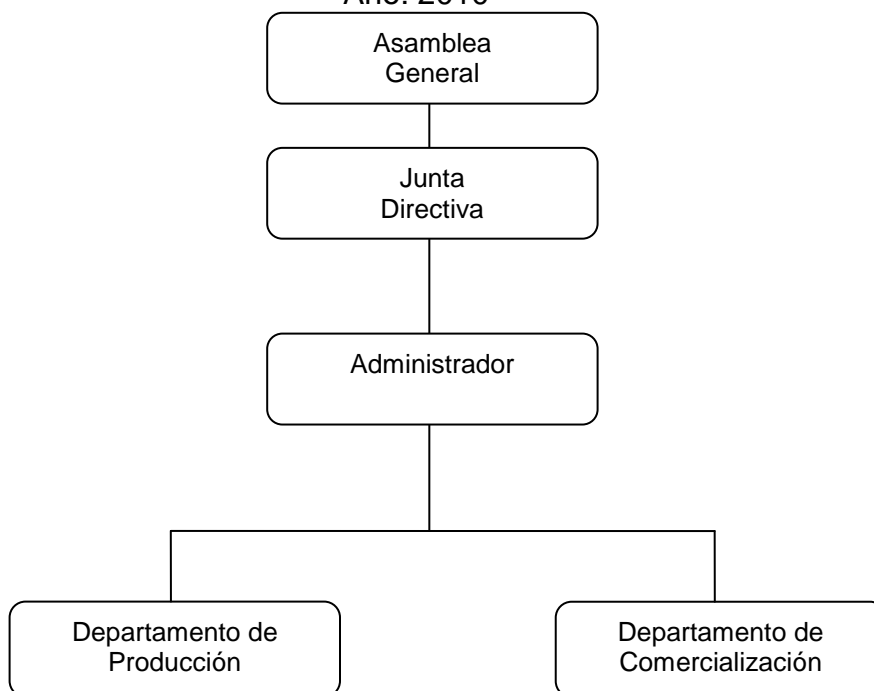 Asamblea
General
Junta
Directiva
Administrador
Departamento de
Producción
Departamento de
Comercialización